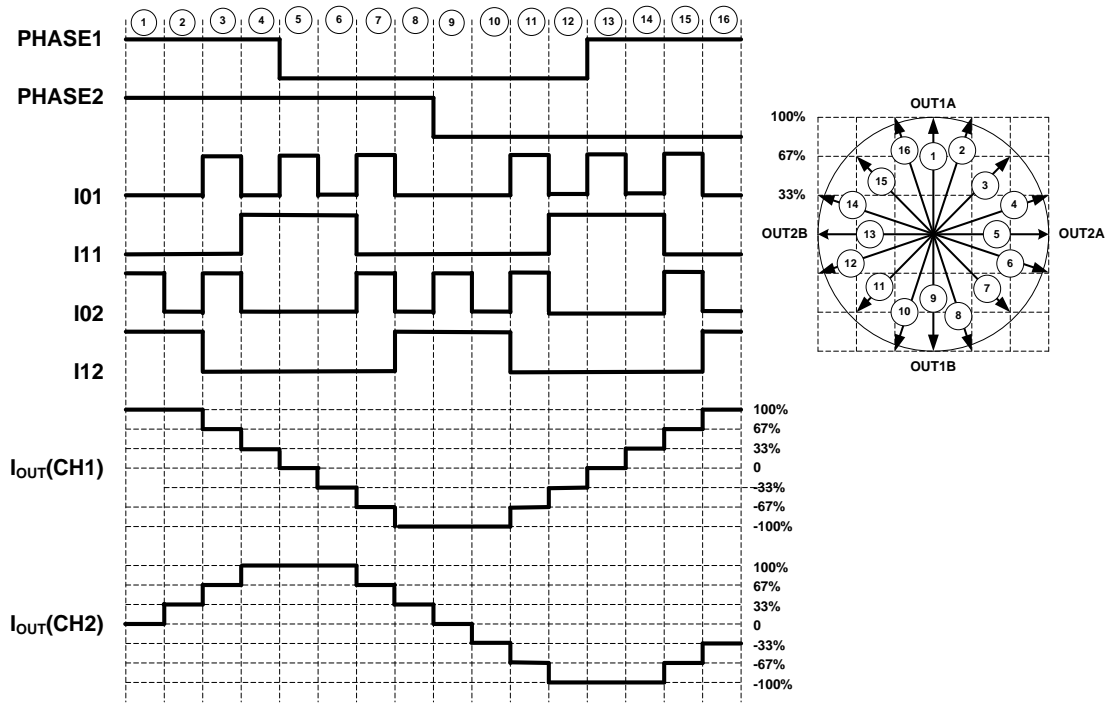 1 2 3 4 5 6 7 8 9 10 11 12 13 14 15 16
PHASE1
PHASE2
I01
I11
I02
I12
IOUT(CH1)
100%
67%
33%
0
-33%
-67%
-100%
IOUT(CH2)
100%
67%
33%
0
-33%
-67%
-100%
OUT1A
100%
67%
33%
OUT2B
OUT2A
OUT1B
16 1 2
15 3
14 4
13 5
12 6
11 7
10 9 8